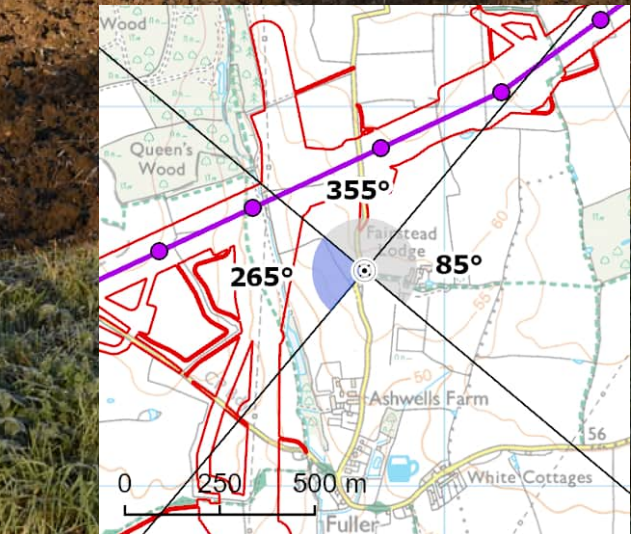 Wood
Queen's
Wood
355°
Fairstead
Lodge
85°
265°
60
55
50
Ashwells Farm
56
0 250 500 m
White Cottages
Fuller